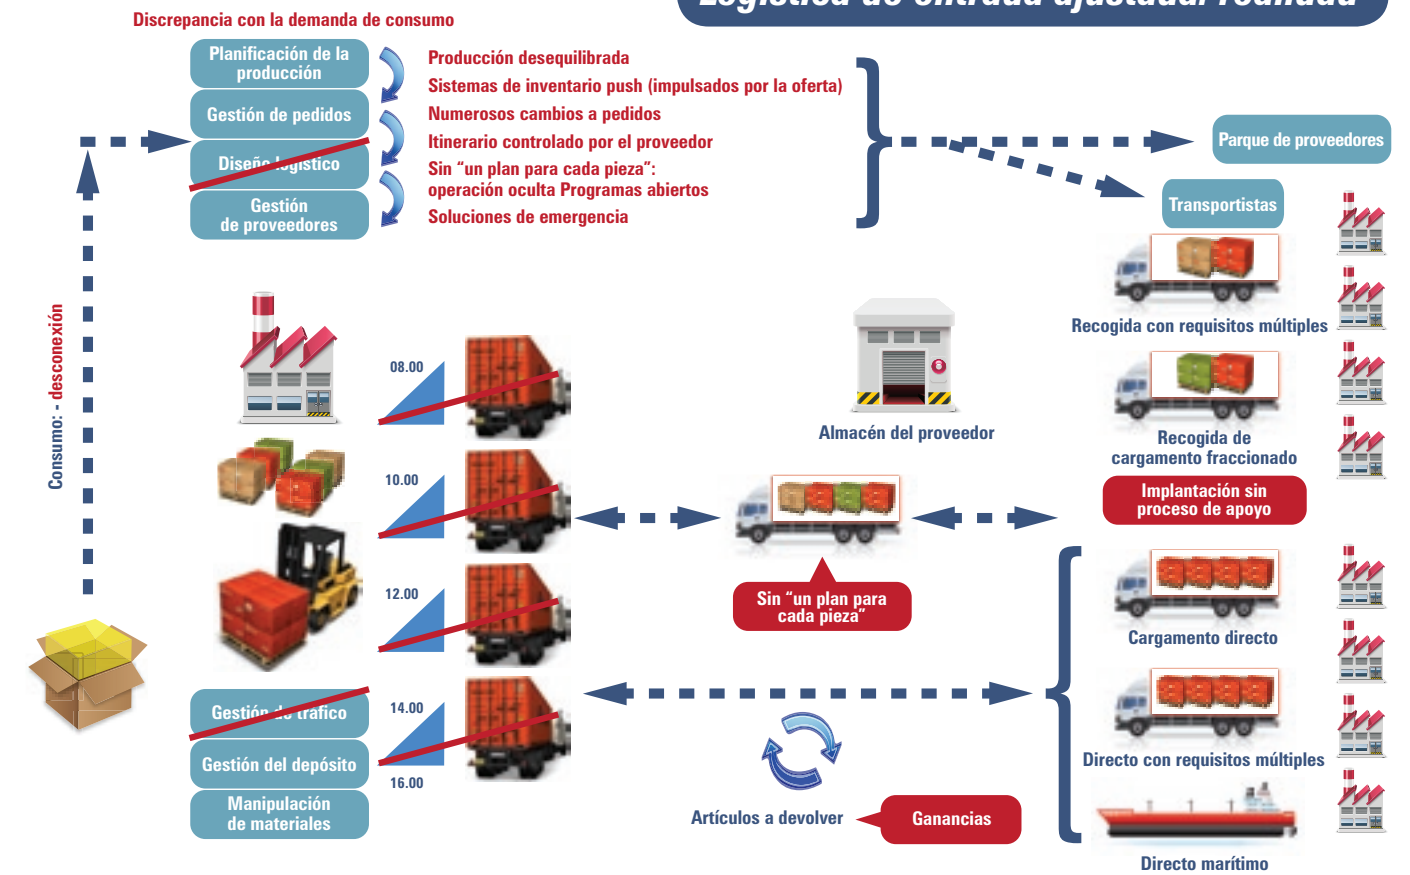 Logística de entrada ajustada: realidad
Discrepancia con la demanda de consumo
Planificación de la
producción
Gestión de pedidos
Diseño logístico
Gestión
de proveedores
Producción desequilibrada
Sistemas de inventario push (impulsados por la oferta)
Numerosos cambios a pedidos
Itinerario controlado por el proveedor
Sin “un plan para cada pieza”:
operación oculta Programas abiertos
Soluciones de emergencia
Parque de proveedores
Transportistas
Recogida con requisitos múltiples
Recogida de
cargamento fraccionado
Implantación sin
proceso de apoyo
Consumo: - desconexión
08.00
10.00
12.00
14.00
16.00
Almacén del proveedor
Sin “un plan para
cada pieza”
Cargamento directo
Directo con requisitos múltiples
Directo marítimo
Gestión de tráfico
Gestión del depósito
Manipulación
de materiales
Artículos a devolver
Ganancias